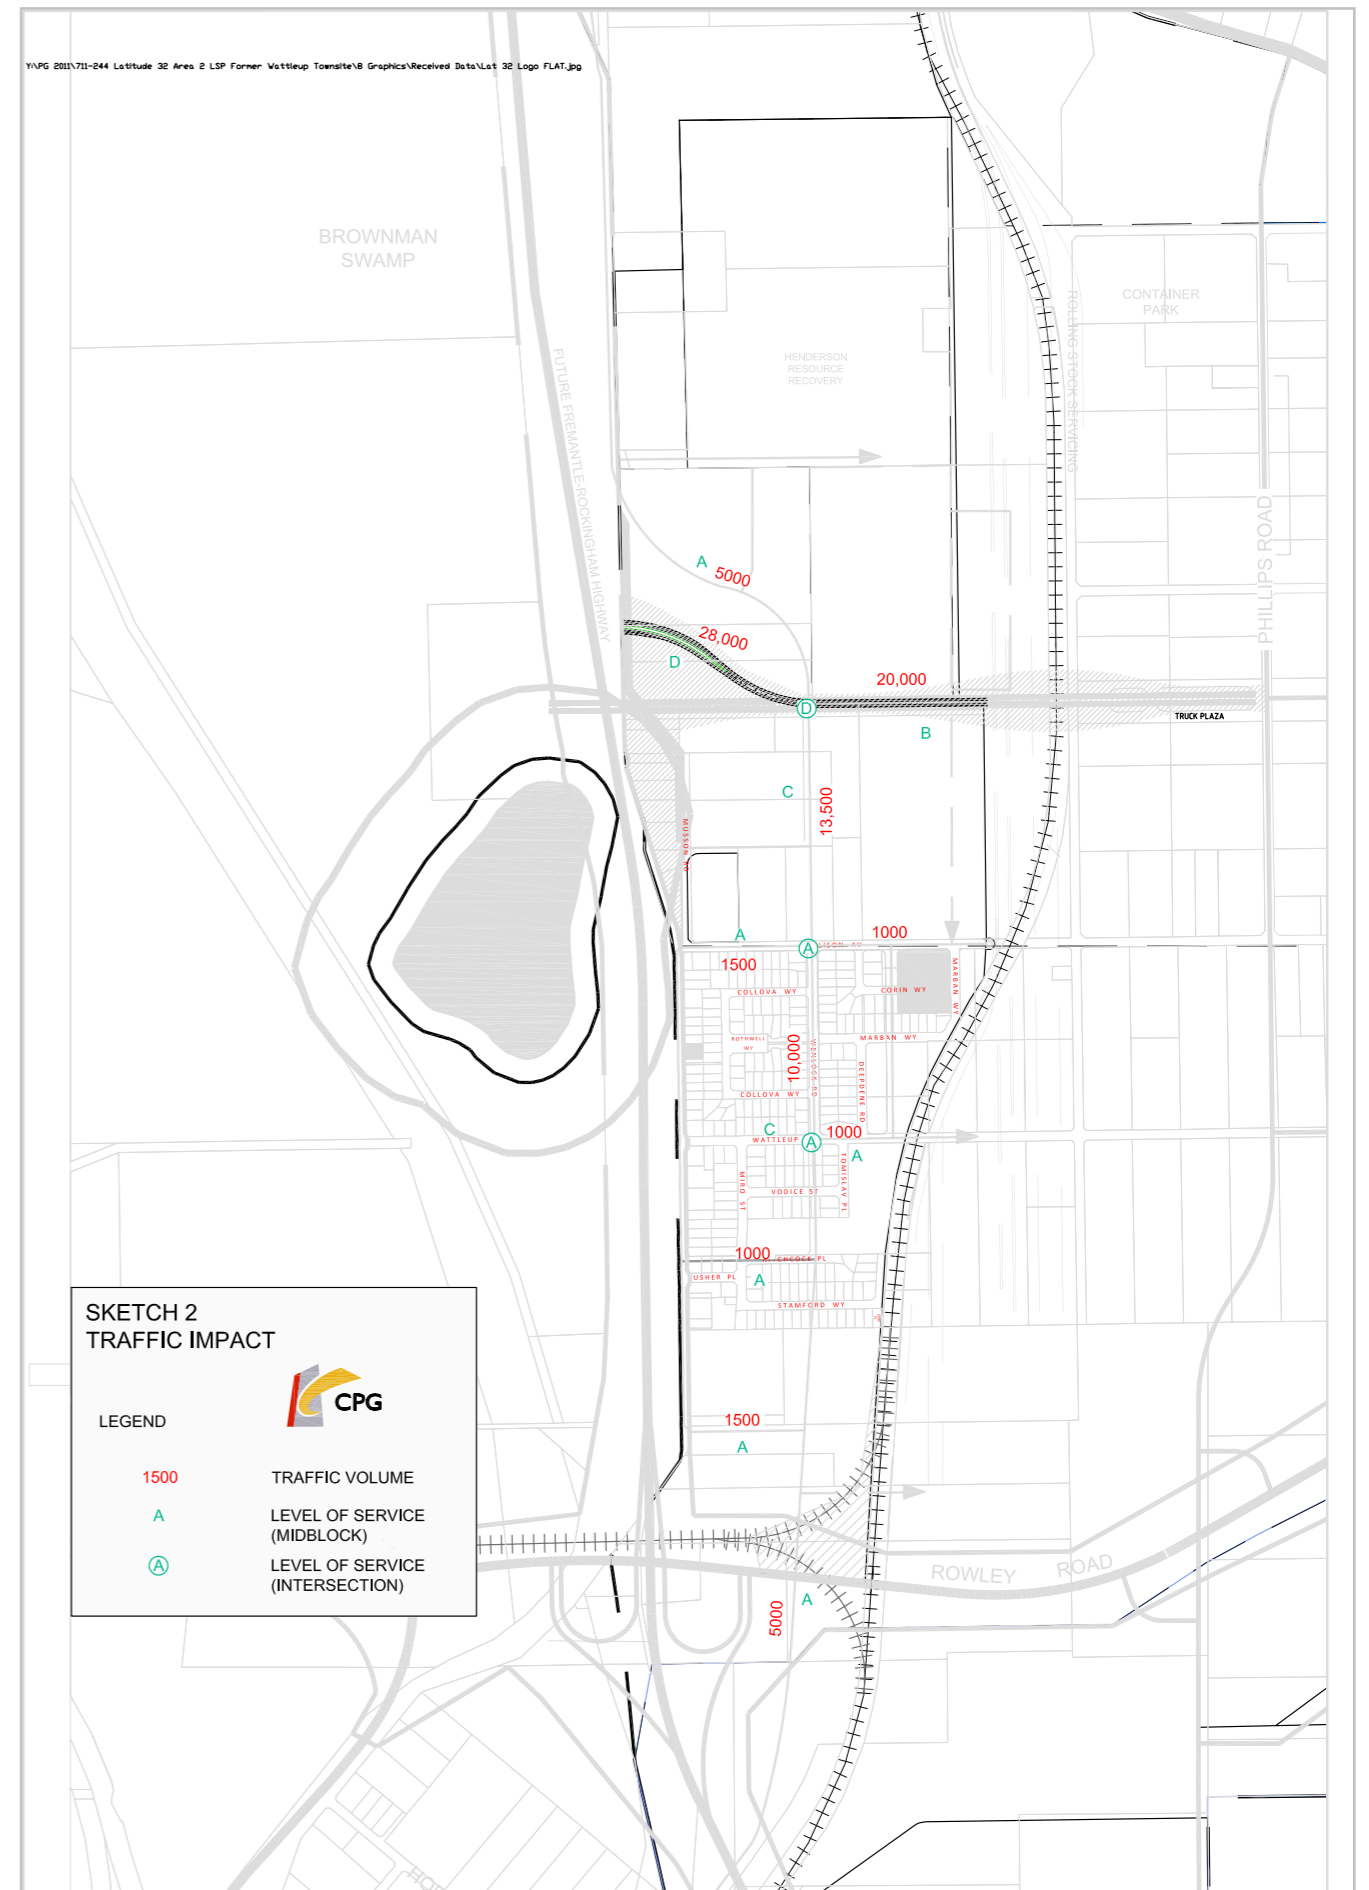 Y:\PG 2011\711-244 Latitude 32 Area 2 LSP Former Wattleup Townsite\8 Graphics\Received Data\Lat 32 Logo FLAT.jpg
BROWNMAN
SWAMP
CONTAINER
PARK
ROLLING STOCK SERVICING
HENDERSON
RESOURCE
RECOVERY
FUTURE FREMANTLE-ROCKINGHAM HIGHWAY
PHILLIPS ROAD
A
5000
28,000
D
20,000
D
TRUCK PLAZA
B
C
13,500
MUSSON RD
A
1000
A
1500
COLLOVA WY
CORIN WY
MARBAN WY
ROTHWELL
WY
10,000
MARBAN WY
DEEPDENE RD
COLLOVA WY
C
1000
WATTLEUP
A
A
MIRO ST
TOMISLAV PL
VODICE ST
1000
USHER PL
A
STAMFORD WY
SKETCH 2
TRAFFIC IMPACT
CPG
LEGEND
1500 TRAFFIC VOLUME
A LEVEL OF SERVICE
(MIDBLOCK)
A LEVEL OF SERVICE
(INTERSECTION)
1500
A
ROWLEY ROAD
A
5000